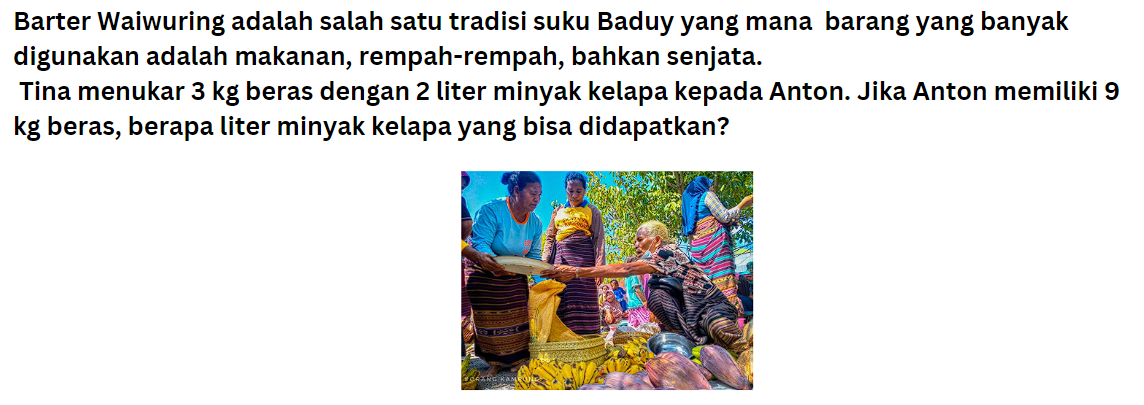 Barter Waiwuring adalah salah satu tradisi suku Baduy yang mana barang yang banyak
digunakan adalah makanan, rempah-rempah, bahkan senjata.
Tina menukar 3 kg beras dengan 2 liter minyak kelapa kepada Anton. Jika Anton memiliki 9
kg beras, berapa liter minyak kelapa yang bisa didapatkan?